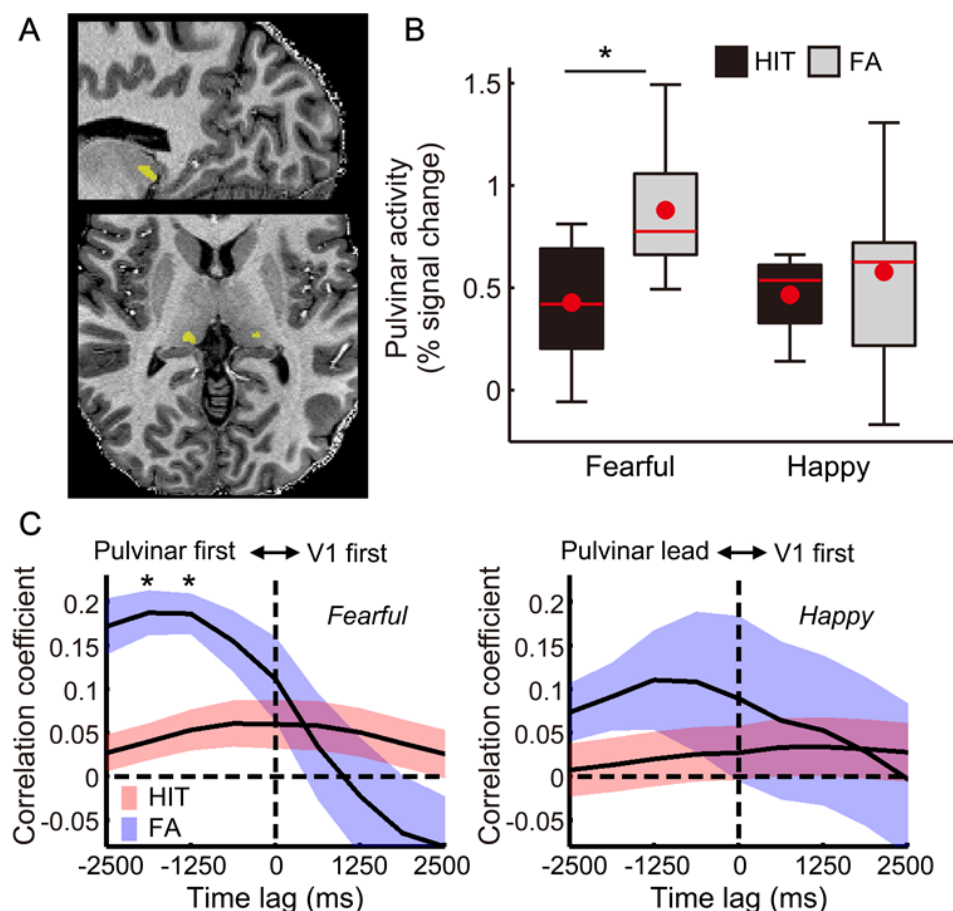 A
B
*
HIT
FA
1.5
1
0.5
0
Pulvinar activity
(% signal change)
Fearful
Happy
C
Pulvinar first
V1 first
*
*
Fearful
0.2
0.15
0.1
0.05
0
-0.05
Correlation coefficient
HIT
FA
-2500
-1250
0
1250
2500
Time lag (ms)
Pulvinar lead
V1 first
Happy
0.2
0.15
0.1
0.05
0
-0.05
Correlation coefficient
-2500
-1250
0
1250
2500
Time lag (ms)